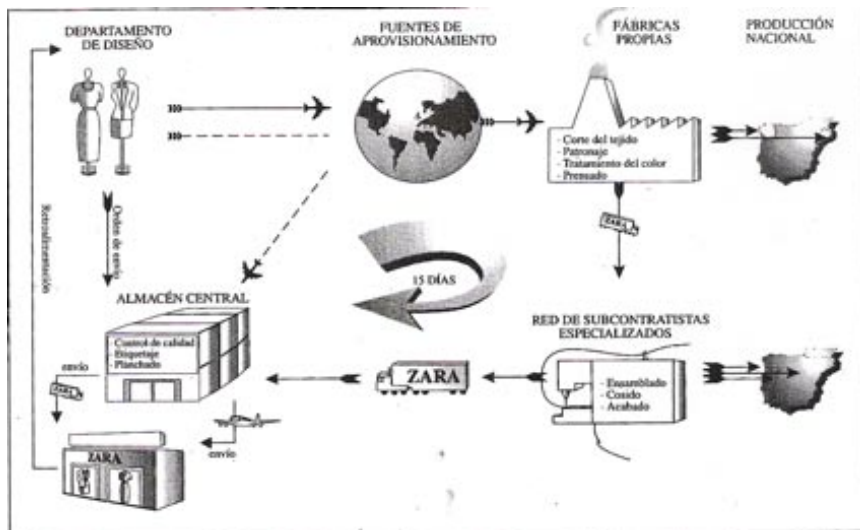 DEPARTAMENTO
DE DISEÑO
FUENTES DE
APROVISIONAMIENTO
FÁBRICAS
PROPIAS
PRODUCCIÓN
NACIONAL
- Corte del tejido
- Patronaje
- Tratamiento del color
- Prensado
ZARA
Retroalimentación
Orden de envío
15 DÍAS
ALMACÉN CENTRAL
- Control de calidad
- Etiquetaje
- Planchado
RED DE SUBCONTRATISTAS
ESPECIALIZADOS
- Ensamblado
- Cosido
- Acabado
ZARA
envío
ZARA
envío
ZARA